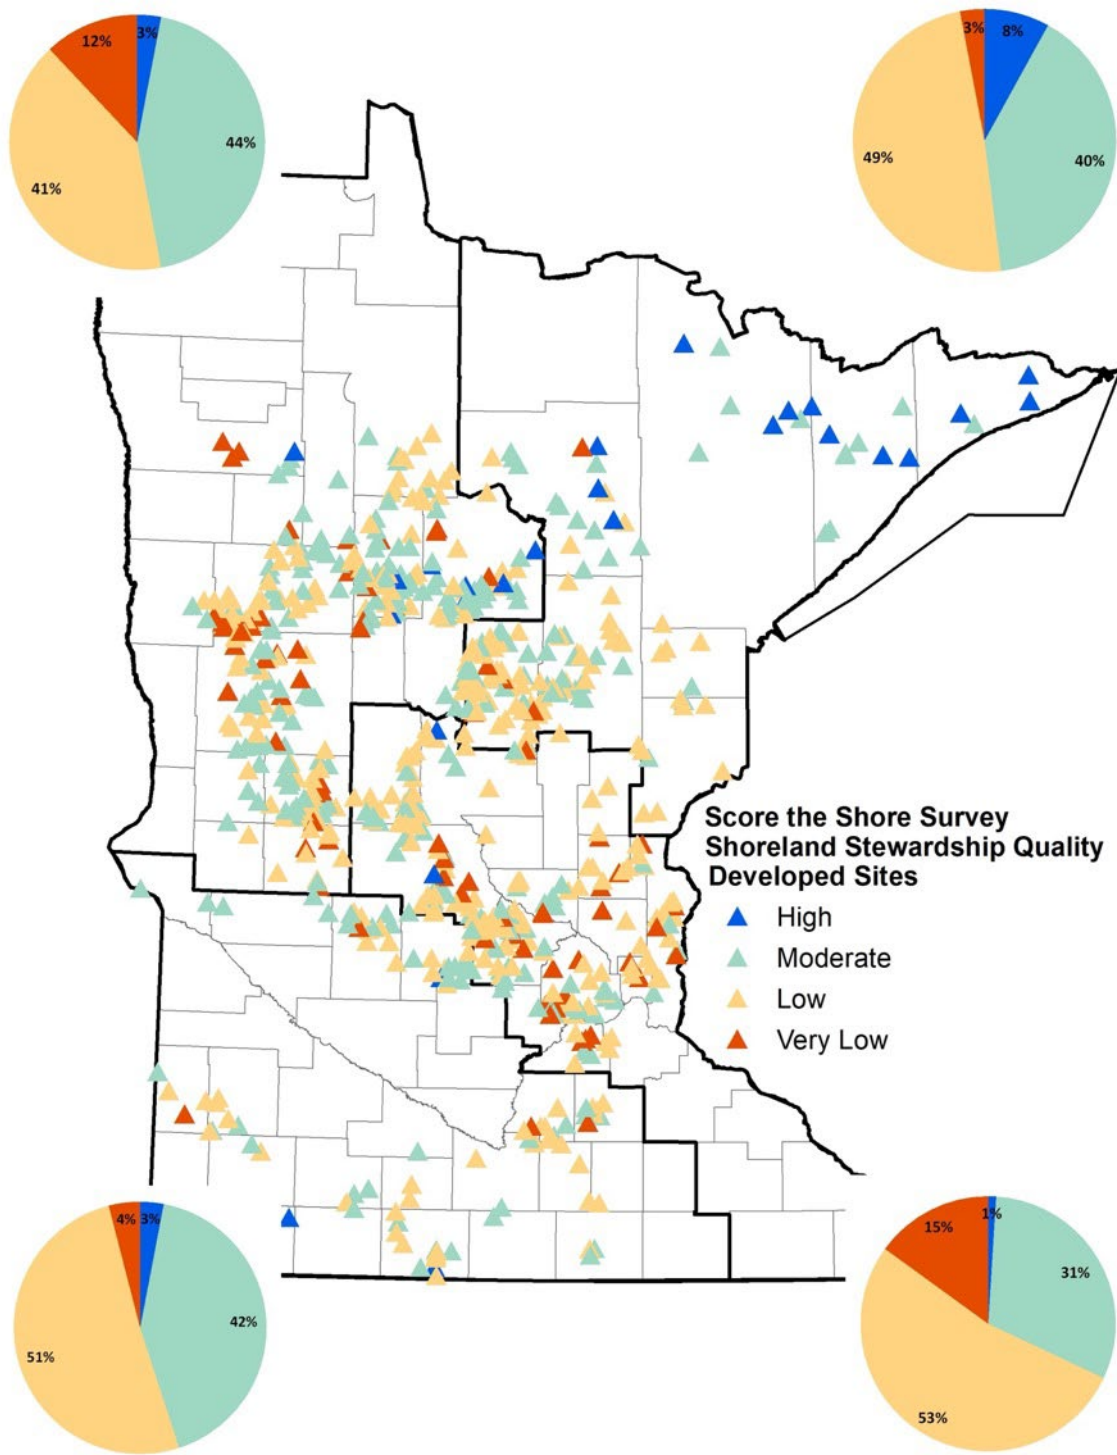 3%
12%
44%
41%
3%
8%
49%
40%
Score the Shore Survey
Shoreland Stewardship Quality
Developed Sites
High
Moderate
Low
Very Low
4%
3%
42%
51%
1%
15%
31%
53%